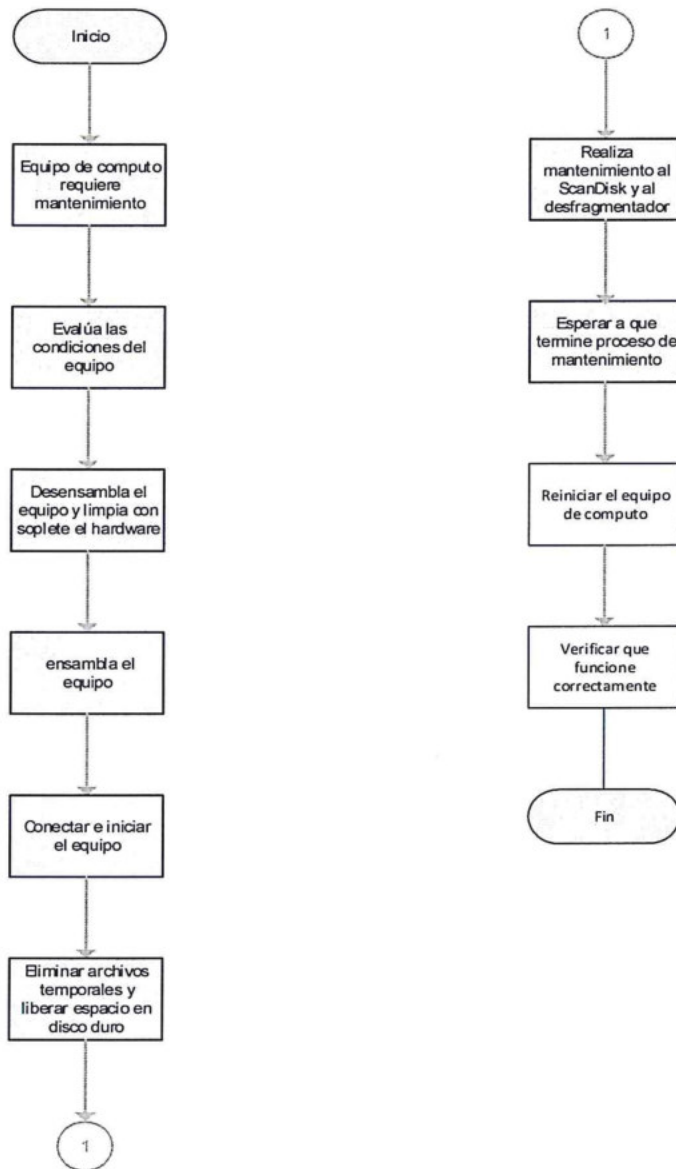 Inicio
Equipo de computo
requiere
mantenimiento
Evalúa las
condiciones del
equipo
Desensambla el
equipo y limpia con
soplete el hardware
ensambla el
equipo
Conectar e iniciar
el equipo
Eliminar archivos
temporales y
liberar espacio en
disco duro
1
1
Realiza
mantenimiento al
ScanDisk y al
desfragmentador
Esperar a que
termine proceso de
mantenimiento
Reiniciar el equipo
de computo
Verificar que
funcione
correctamente
Fin